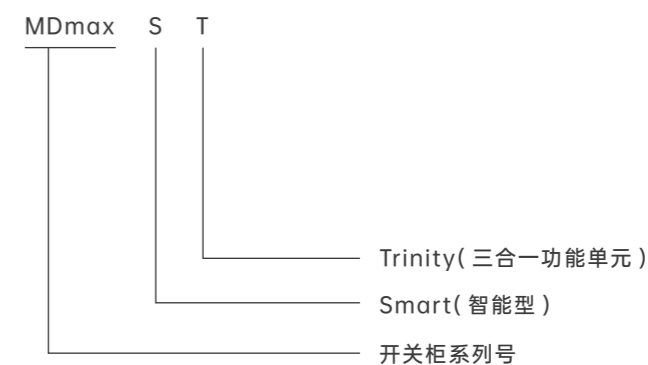 MDmax S T
Trinity( 三合一功能单元 )
Smart( 智能型 )
开关柜系列号